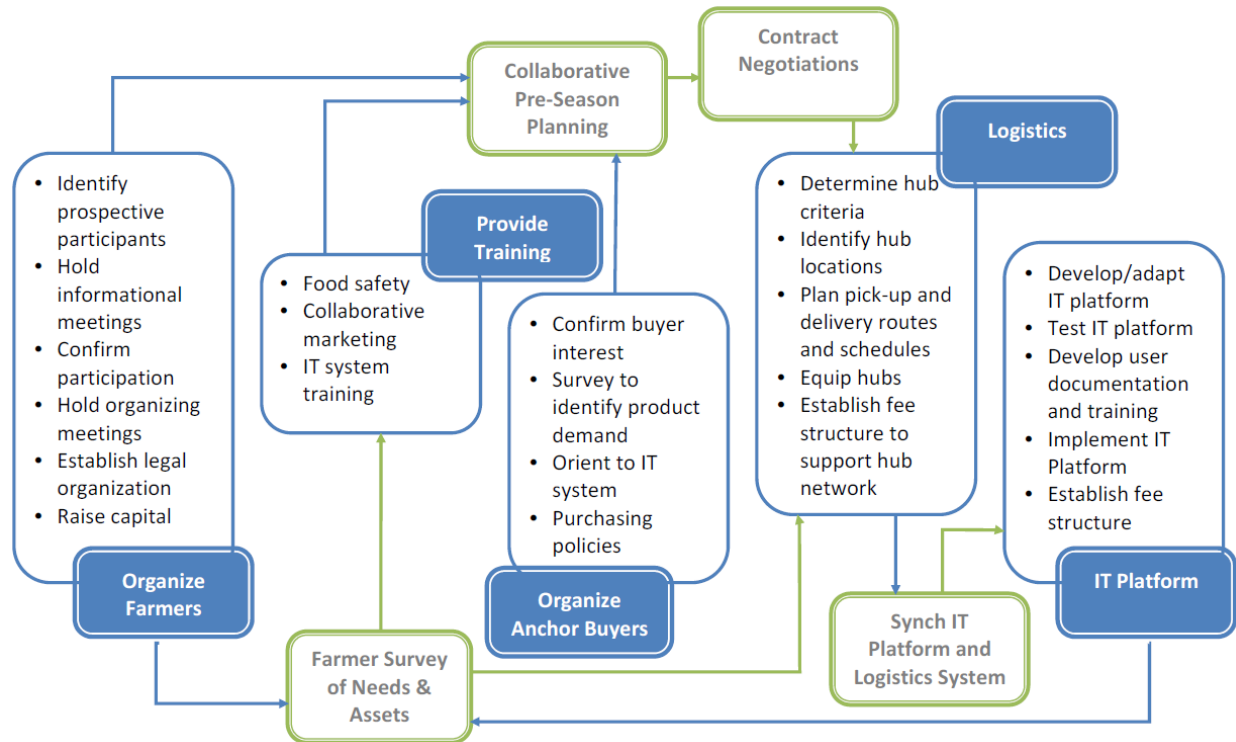 Contract
Negotiations
Collaborative
Pre-Season
Planning
Logistics
• Identify
prospective
participants
• Hold
informational
meetings
• Confirm
participation
• Hold organizing
meetings
• Establish legal
organization
• Raise capital
Organize
Farmers
Provide
Training
• Food safety
• Collaborative
marketing
• IT system
training
• Confirm buyer
interest
• Survey to
identify product
demand
• Orient to IT
system
• Purchasing
policies
Organize
Anchor Buyers
• Determine hub
criteria
• Identify hub
locations
• Plan pick-up and
delivery routes
and schedules
• Equip hubs
• Establish fee
structure to
support hub
network
• Develop/adapt
IT platform
• Test IT platform
• Develop user
documentation
and training
• Implement IT
Platform
• Establish fee
structure
IT Platform
Farmer Survey
of Needs &
Assets
Synch IT
Platform and
Logistics System